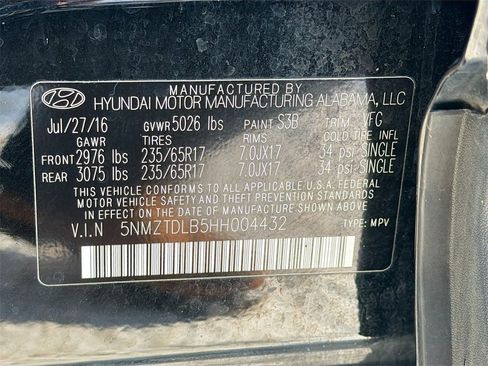 MANUFACTURED BY
HYUNDAI MOTOR MANUFACTURING ALABAMA, LLC
Jul/27/16 GVWR 5026 lbs PAINT S3B TRIM VFC
GAWR TIRES RIMS COLD TIRE INFL
FRONT 2976 lbs 235/65R17 7.0JX17 34 psi SINGLE
REAR 3075 lbs 235/65R17 7.0JX17 34 psi SINGLE
THIS VEHICLE CONFORMS TO ALL APPLICABLE U.S.A. FEDERAL
MOTOR VEHICLE SAFETY AND THEFT PREVENTION STANDARDS
IN EFFECT ON THE DATE OF MANUFACTURE SHOWN ABOVE
V.I.N 5NMZTDLB5HH004432 TYPE: MPV